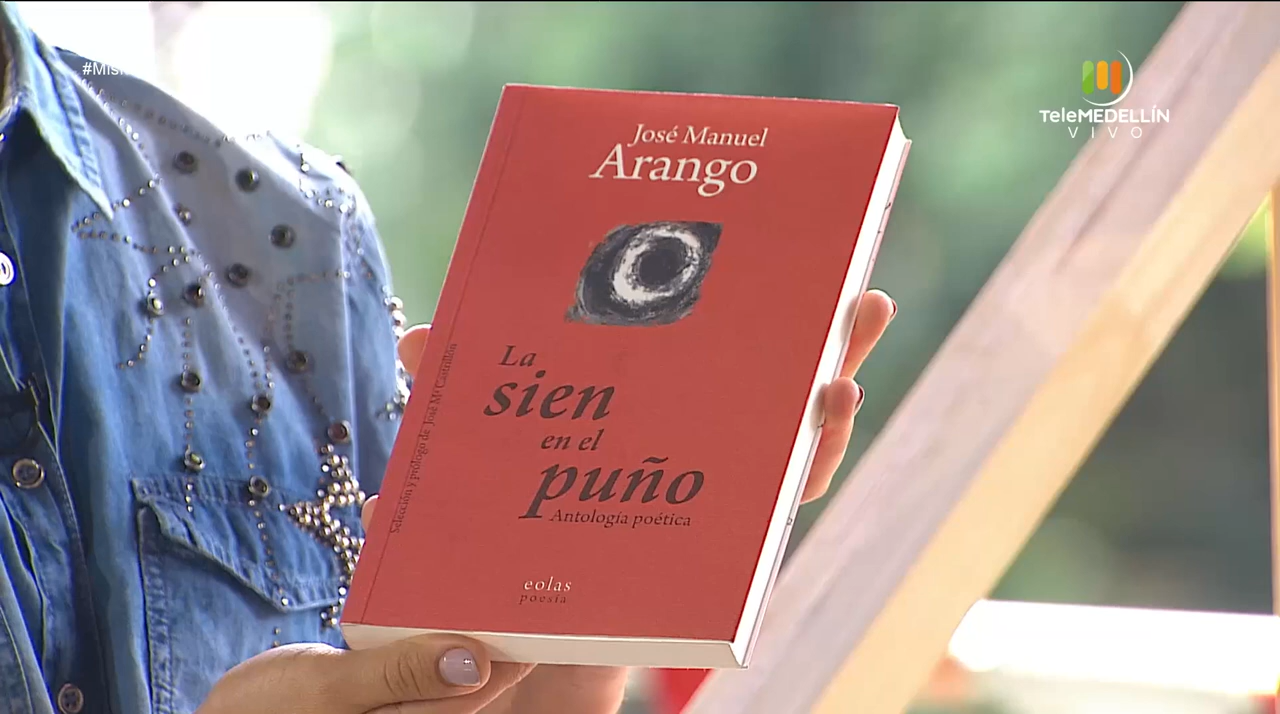 TeleMEDELLÍN
VIVO
José Manuel
Arango
La
sien
en el
puño
Antología poética
Selección y prólogo de José Mª Castrillón
eolas
poesía